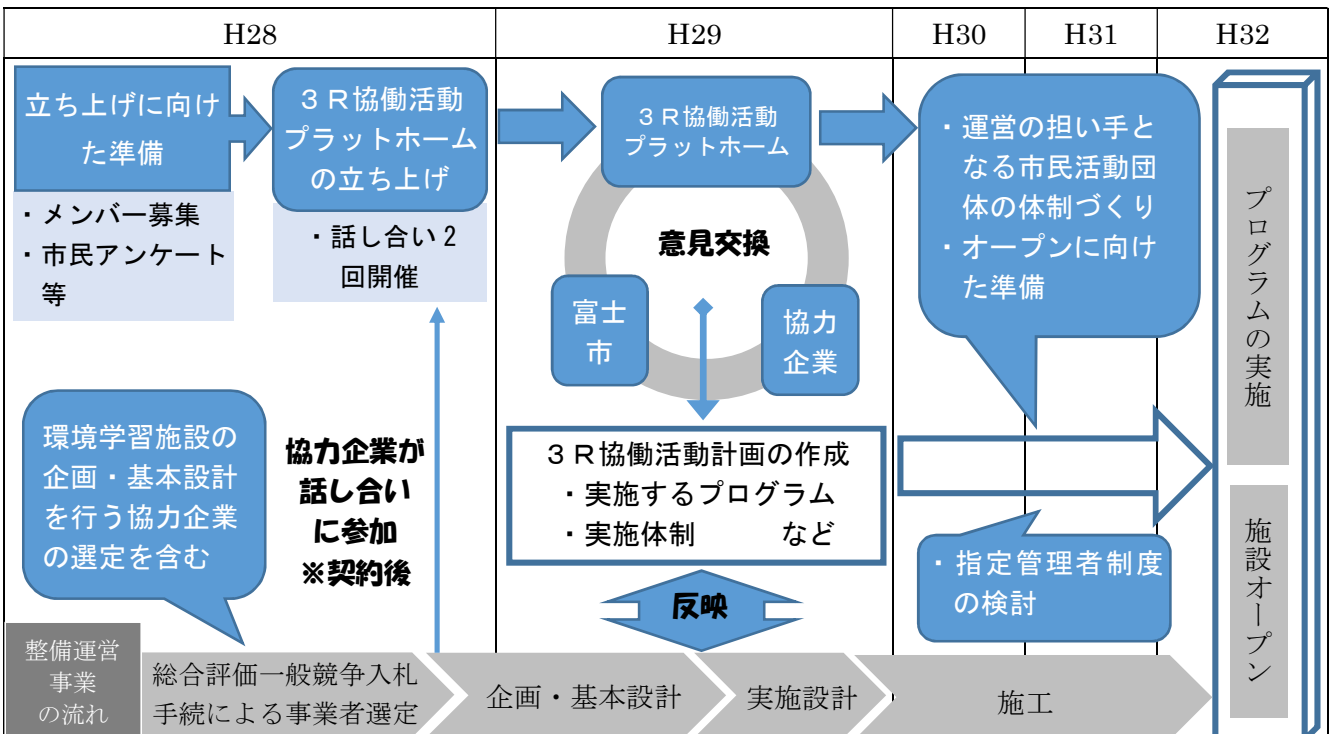 H28
H29
H30
H31
H32
立ち上げに向け
た準備
・メンバー募集
・市民アンケート
等
３Ｒ協働活動
プラットホーム
の立ち上げ
・話し合い２
回開催
環境学習施設の
企画・基本設計
を行う協力企業
の選定を含む
協力企業が
話し合い
に参加
※契約後
３Ｒ協働活動
プラットホーム
意見交換
富士
市
協力
企業
３Ｒ協働活動計画の作成
・実施するプログラム
・実施体制　　　など
反映
・運営の担い手と
なる市民活動団
体の体制づくり
・オープンに向け
た準備
・指定管理者制度
の検討
プログラムの実施
施設オープン
整備運営
事業
の流れ
総合評価一般競争入札
手続による事業者選定
企画・基本設計
実施設計
施工